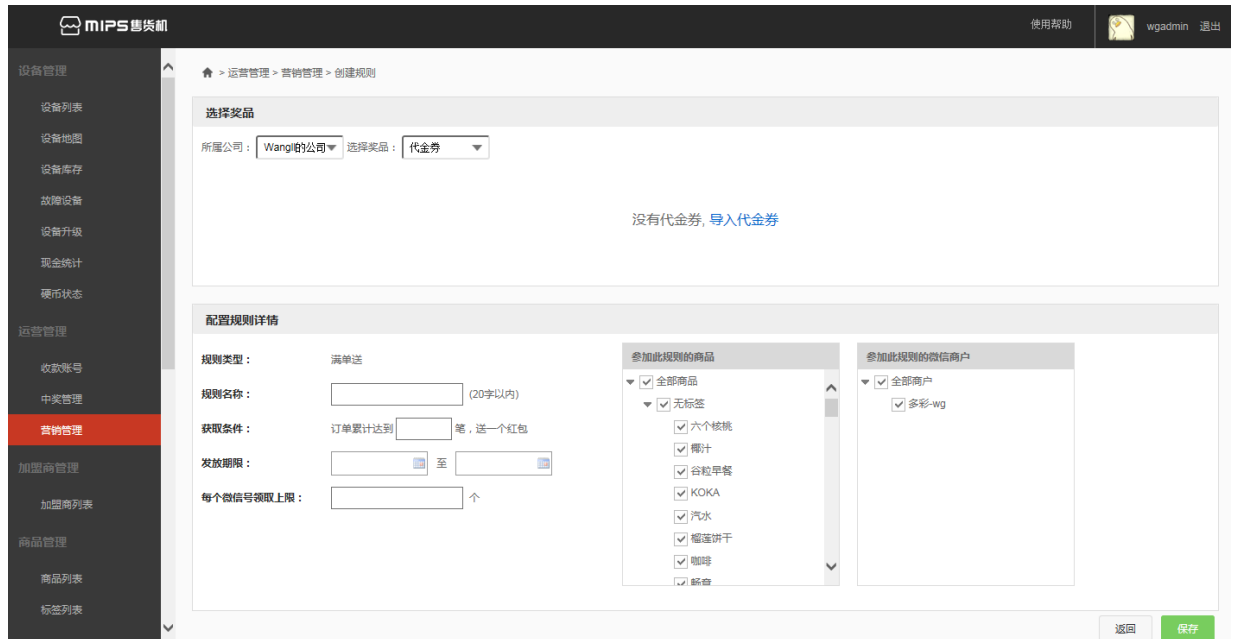 MIPS售货机
使用帮助
wgadmin 退出
设备管理
设备列表
设备地图
设备库存
故障设备
设备升级
现金统计
硬币状态
运营管理
收款账号
中奖管理
营销管理
加盟商管理
加盟商列表
商品管理
商品列表
标签列表
> 运营管理 > 营销管理 > 创建规则
选择奖品
所属公司： Wangll的公司 选择奖品： 代金券
没有代金券, 导入代金券
配置规则详情
规则类型： 满单送
规则名称： (20字以内)
获取条件： 订单累计达到 笔，送一个红包
发放期限： 至
每个微信号领取上限： 个
参加此规则的商品
全部商品
无标签
六个核桃
椰汁
谷粒早餐
KOKA
汽水
榴莲饼干
咖啡
参加此规则的微信商户
全部商户
多彩-wg
返回
保存